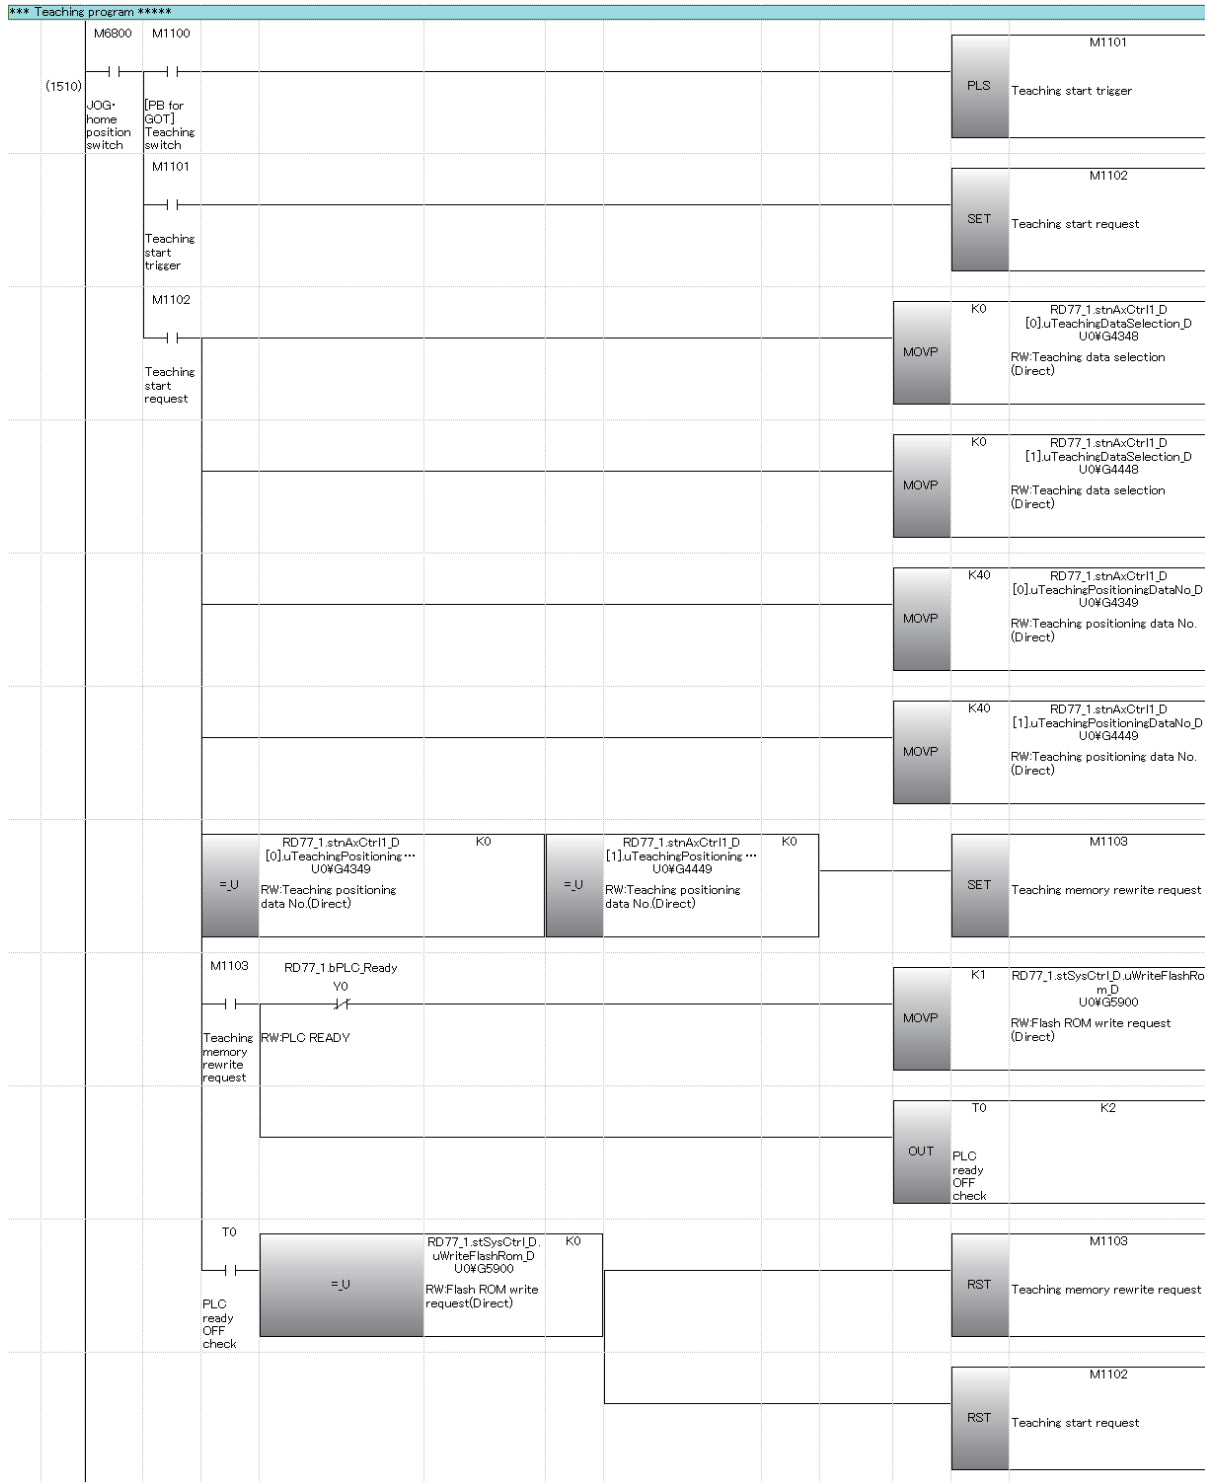 *** Teaching program *****
M6800 M1100
(1510)
JOG・
home
position
switch
[PB for
GOT]
Teaching
switch
PLS
M1101
Teaching start trigger
M1101
Teaching
start
trigger
SET
M1102
Teaching start request
M1102
Teaching
start
request
MOVP
K0
RD77_1.stnAxCtrl1_D
[0].uTeachingDataSelection_D
U0¥G4348
RW:Teaching data selection
(Direct)
MOVP
K0
RD77_1.stnAxCtrl1_D
[1].uTeachingDataSelection_D
U0¥G4448
RW:Teaching data selection
(Direct)
MOVP
K40
RD77_1.stnAxCtrl1_D
[0].uTeachingPositioningDataNo_D
U0¥G4349
RW:Teaching positioning data No.
(Direct)
MOVP
K40
RD77_1.stnAxCtrl1_D
[1].uTeachingPositioningDataNo_D
U0¥G4449
RW:Teaching positioning data No.
(Direct)
=_U
RD77_1.stnAxCtrl1_D
[0].uTeachingPositioning…
U0¥G4349
RW:Teaching positioning
data No.(Direct)
K0
=_U
RD77_1.stnAxCtrl1_D
[1].uTeachingPositioning …
U0¥G4449
RW:Teaching positioning
data No.(Direct)
K0
SET
M1103
Teaching memory rewrite request
M1103
Teaching
memory
rewrite
request
RD77_1.bPLC_Ready
Y0
RW:PLC READY
MOVP
K1
RD77_1.stSysCtrl_D.uWriteFlashRo
m_D
U0¥G5900
RW:Flash ROM write request
(Direct)
OUT
T0
K2
PLC
ready
OFF
check
T0
PLC
ready
OFF
check
=_U
RD77_1.stSysCtrl_D.
uWriteFlashRom_D
U0¥G5900
RW:Flash ROM write
request(Direct)
K0
RST
M1103
Teaching memory rewrite request
RST
M1102
Teaching start request